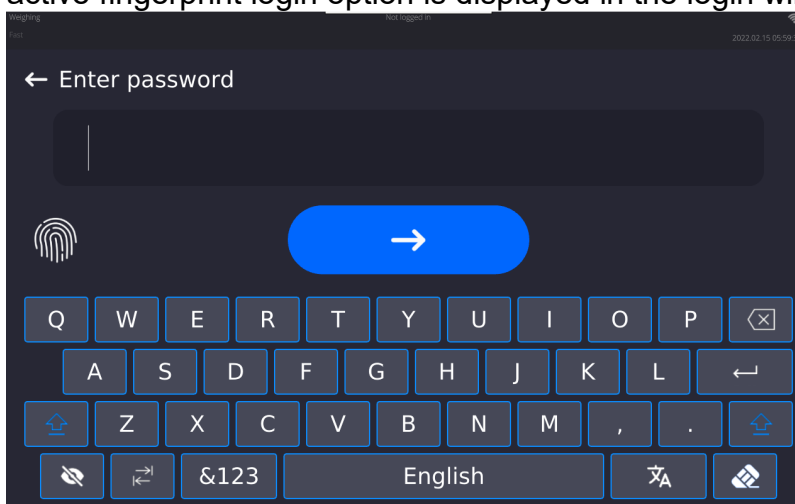 active fingerprint login option is displayed in the login wi
Weighing Not logged in
Fast 2022.02.15 05:59:
← Enter password
→
Q W E R T Y U I O P
A S D F G H J K L
Z X C V B N M , .
&123 English